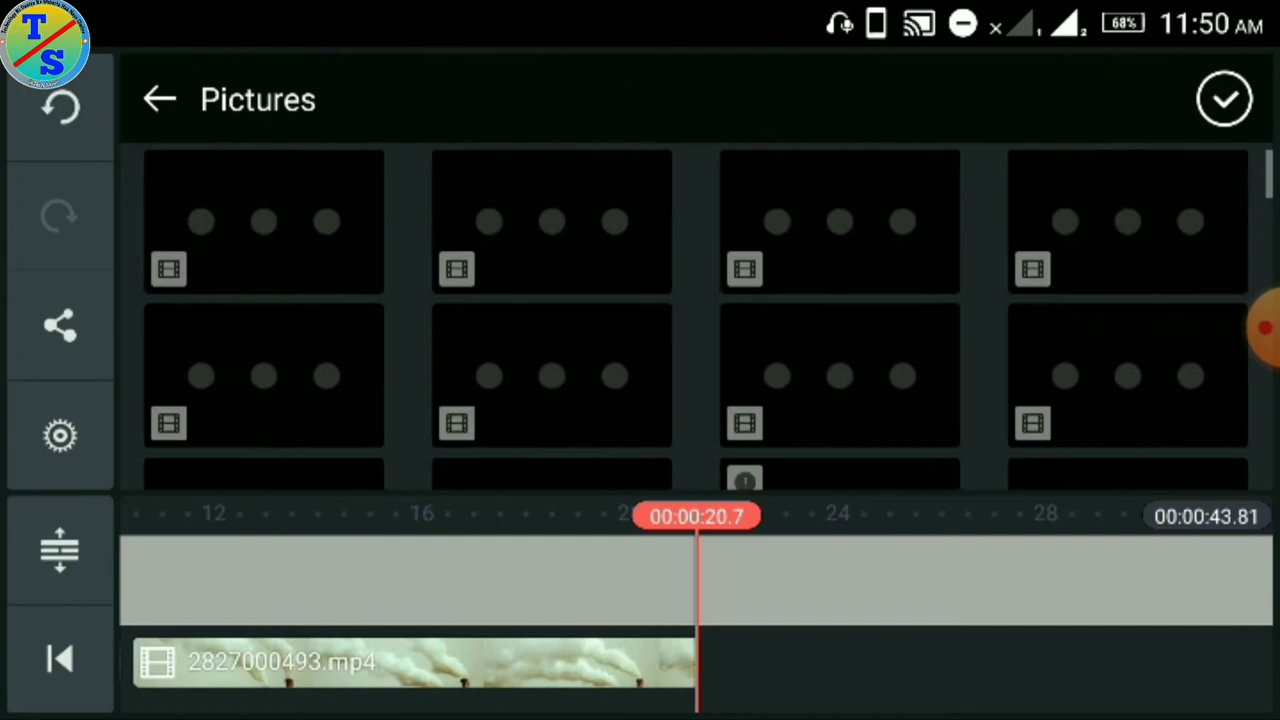 68%
11:50 AM
T
S
Pictures
12
16
00:00:20.7
24
28
00:00:43.81
2827000493.mp4